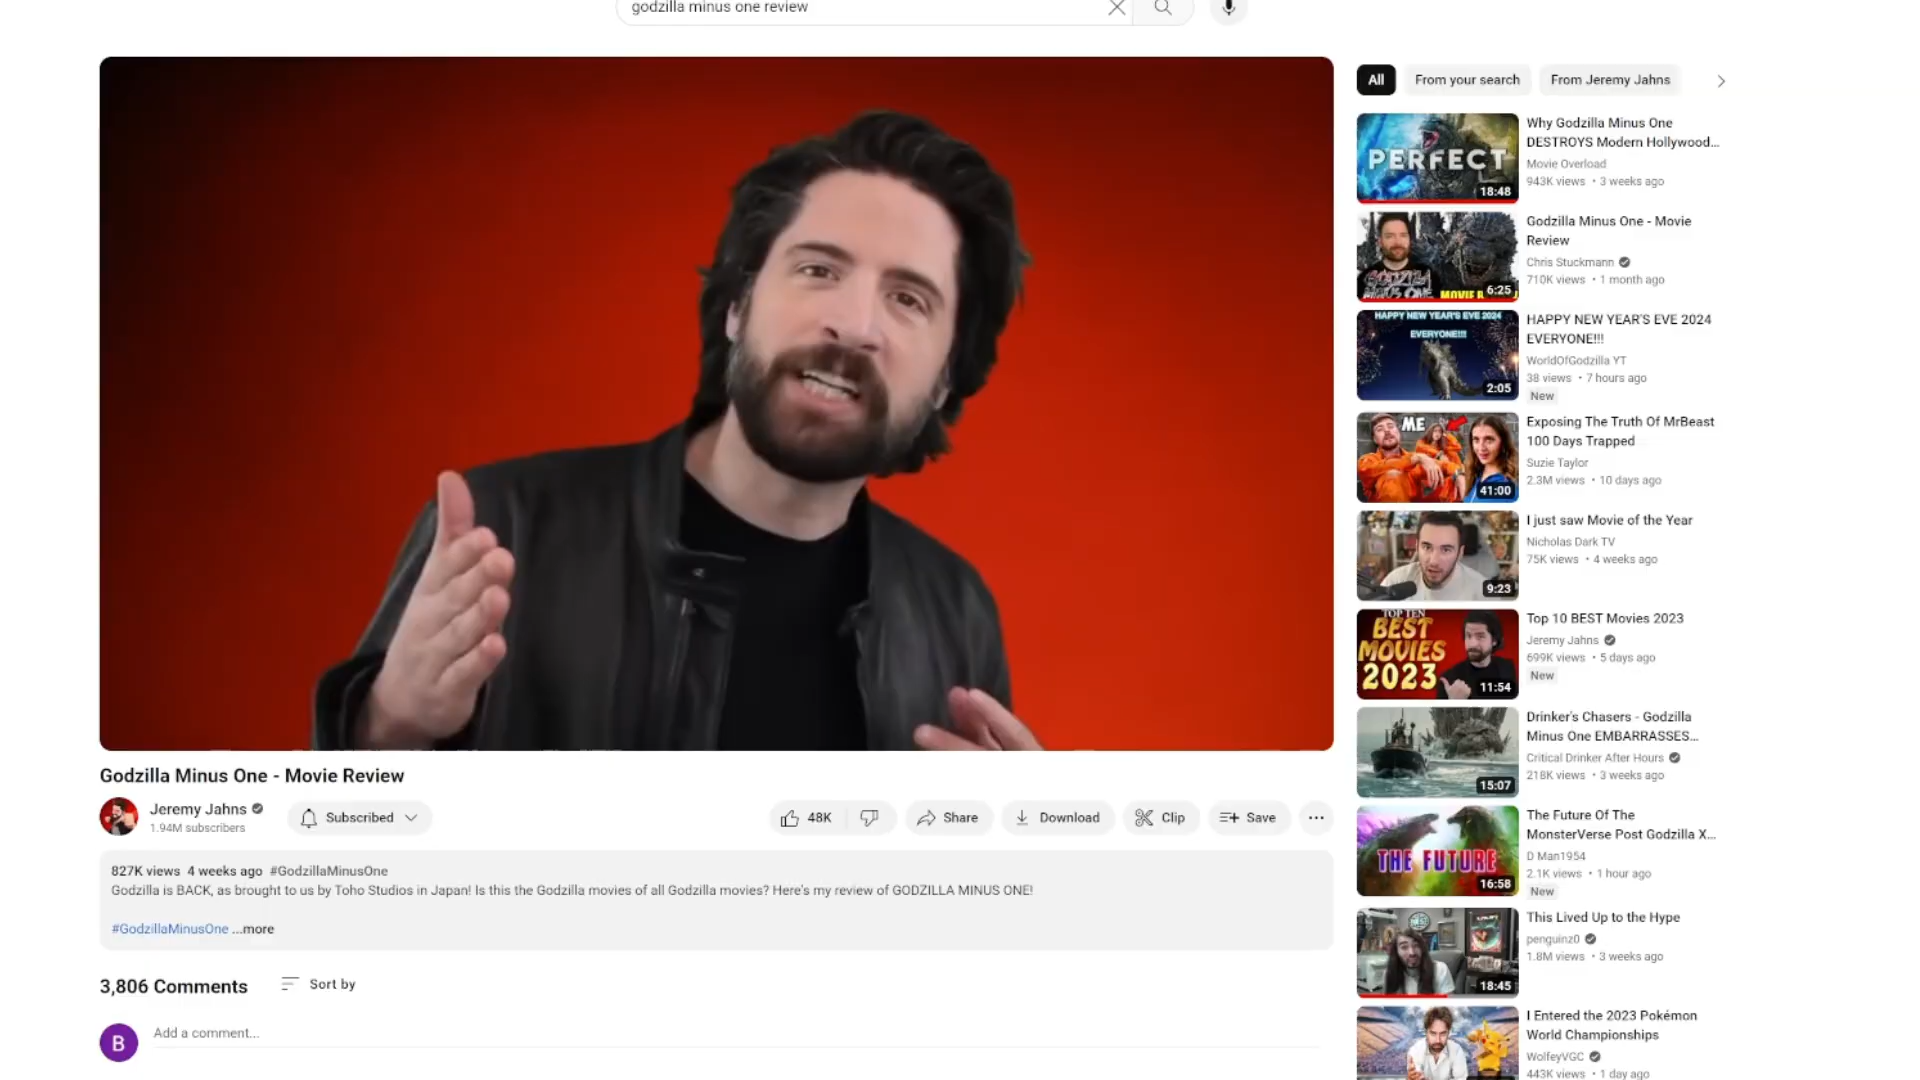 godzilla minus one review
All
From your search
From Jeremy Jahns
PERFECT
18:48
Why Godzilla Minus One
DESTROYS Modern Hollywood...
Movie Overload
943K views • 3 weeks ago
GODZILLA
MINUS ONE
6:25
Godzilla Minus One - Movie
Review
Chris Stuckmann
710K views • 1 month ago
HAPPY NEW YEAR'S EVE 2024
EVERYONE!!!
2:05
HAPPY NEW YEAR'S EVE 2024
EVERYONE!!!
WorldOfGodzilla YT
38 views • 7 hours ago
New
ME
41:00
Exposing The Truth Of MrBeast
100 Days Trapped
Suzie Taylor
2.3M views • 10 days ago
9:23
I just saw Movie of the Year
Nicholas Dark TV
75K views • 4 weeks ago
TOP TEN
BEST
MOVIES
2023
11:54
Top 10 BEST Movies 2023
Jeremy Jahns
699K views • 5 days ago
New
15:07
Drinker's Chasers - Godzilla
Minus One EMBARRASSES...
Critical Drinker After Hours
218K views • 3 weeks ago
THE FUTURE
16:58
The Future Of The
MonsterVerse Post Godzilla X...
D Man1954
2.1K views • 1 hour ago
New
18:45
This Lived Up to the Hype
penguinz0
1.8M views • 3 weeks ago
I Entered the 2023 Pokémon
World Championships
WolfeyVGC
443K views • 1 day ago
Godzilla Minus One - Movie Review
Jeremy Jahns
1.94M subscribers
Subscribed
48K
Share
Download
Clip
Save
827K views 4 weeks ago #GodzillaMinusOne
Godzilla is BACK, as brought to us by Toho Studios in Japan! Is this the Godzilla movies of all Godzilla movies? Here's my review of GODZILLA MINUS ONE!
#GodzillaMinusOne ...more
3,806 Comments
Sort by
B
Add a comment...